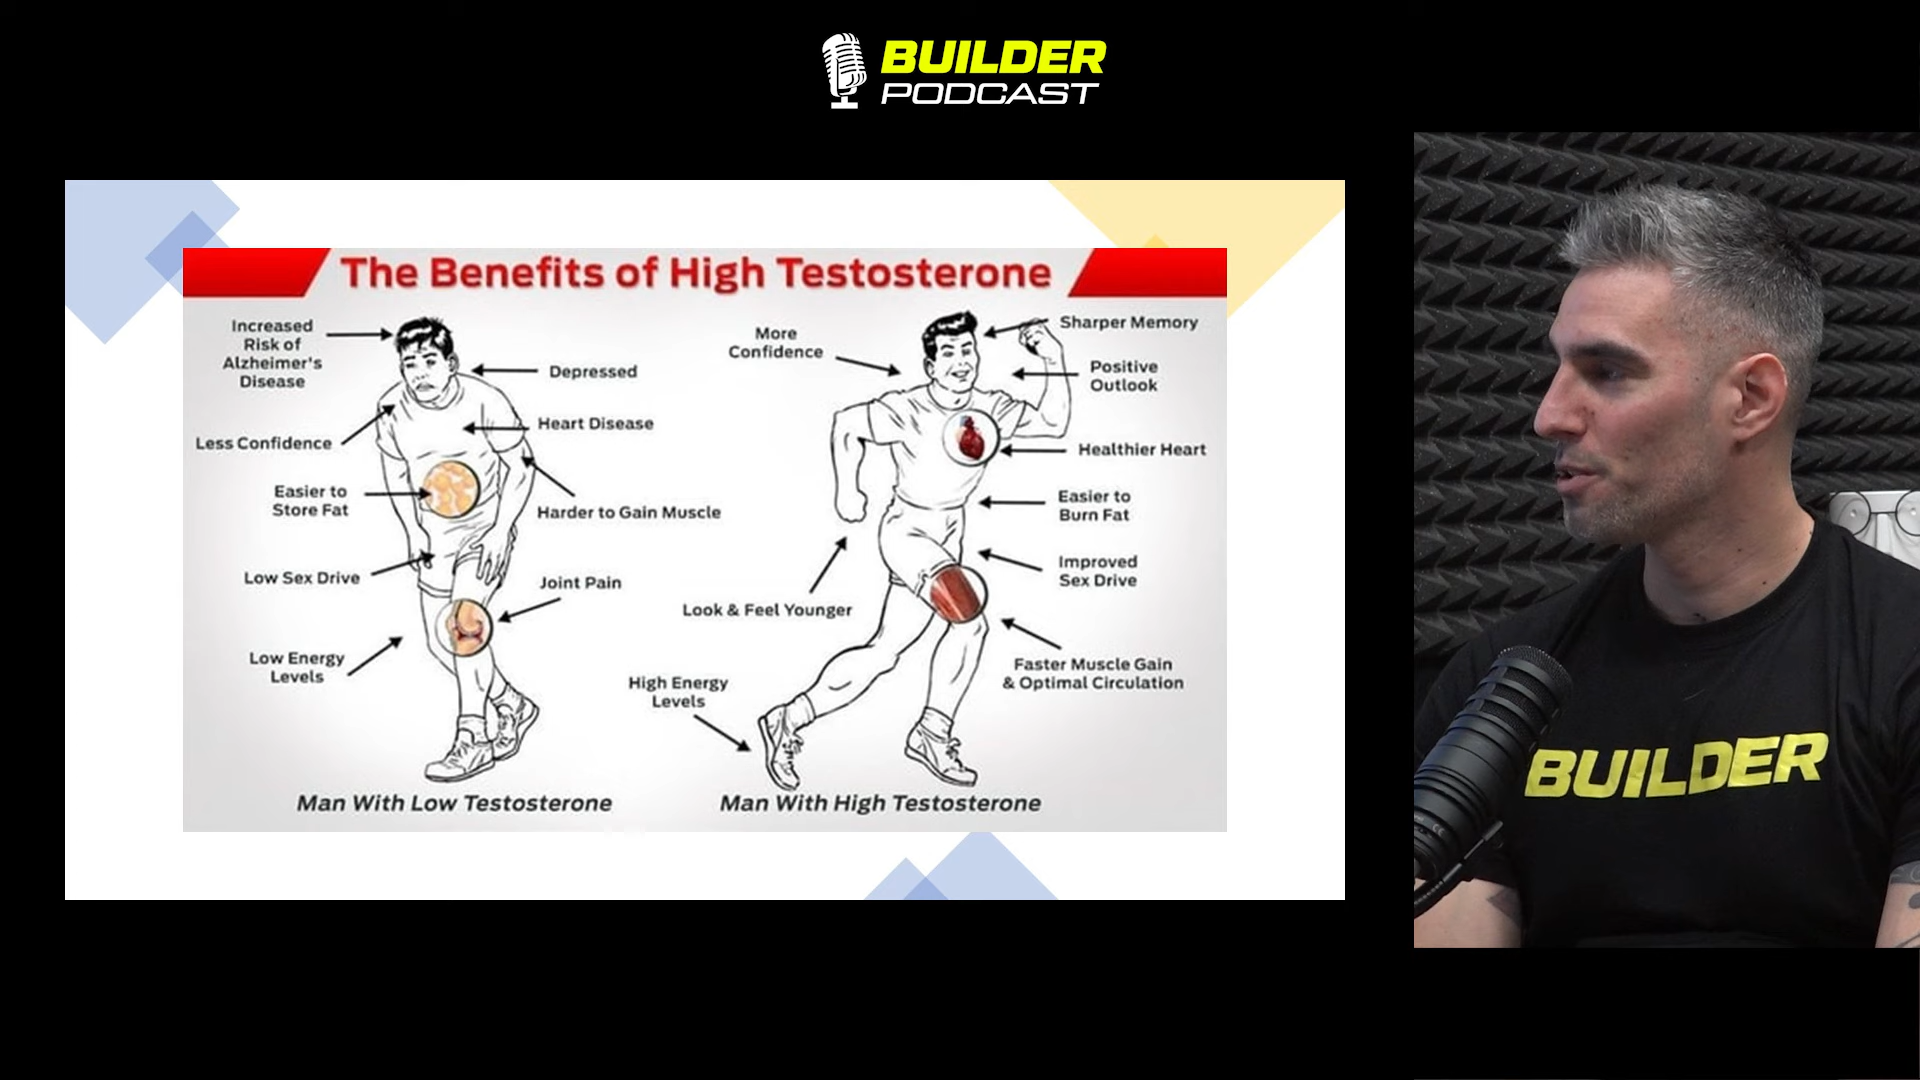 BUILDER
PODCAST
The Benefits of High Testosterone
Increased
Risk of
Alzheimer's
Disease
Depressed
Less Confidence
Heart Disease
Easier to
Store Fat
Harder to Gain Muscle
Low Sex Drive
Joint Pain
Low Energy
Levels
Man With Low Testosterone
More
Confidence
Sharper Memory
Positive
Outlook
Healthier Heart
Easier to
Burn Fat
Improved
Sex Drive
Look & Feel Younger
Faster Muscle Gain
& Optimal Circulation
High Energy
Levels
Man With High Testosterone
BUILDER